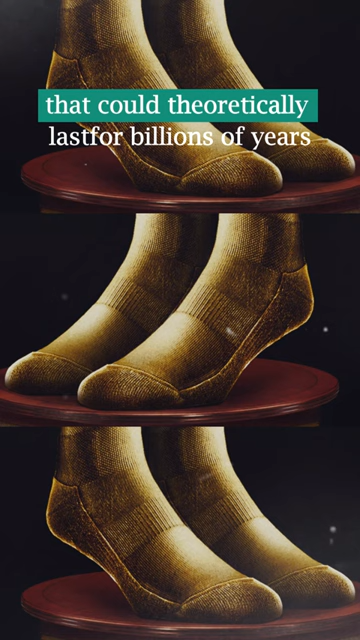 that could theoretically
lastfor billions of years